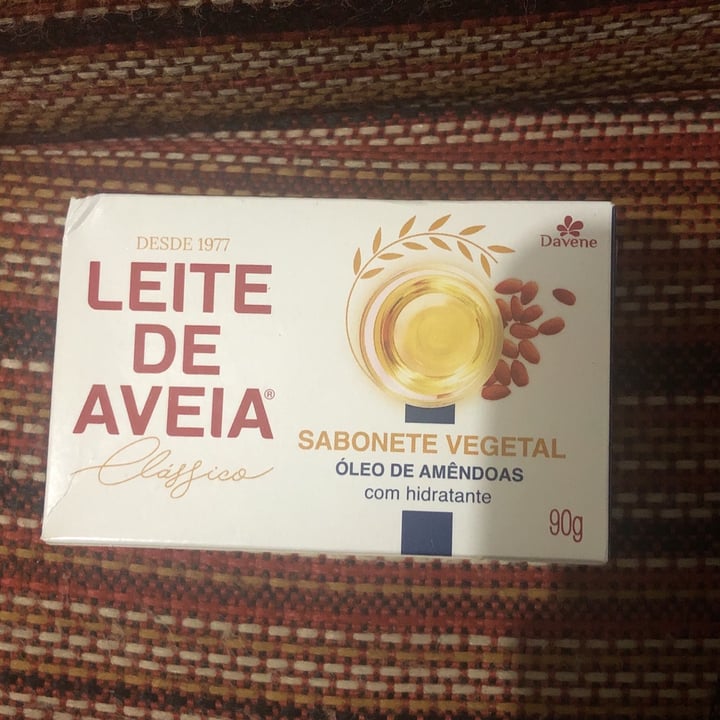 DESDE 1977
LEITE
DE
AVEIA®
Clássico
Davene
SABONETE VEGETAL
ÓLEO DE AMÊNDOAS
com hidratante
90g